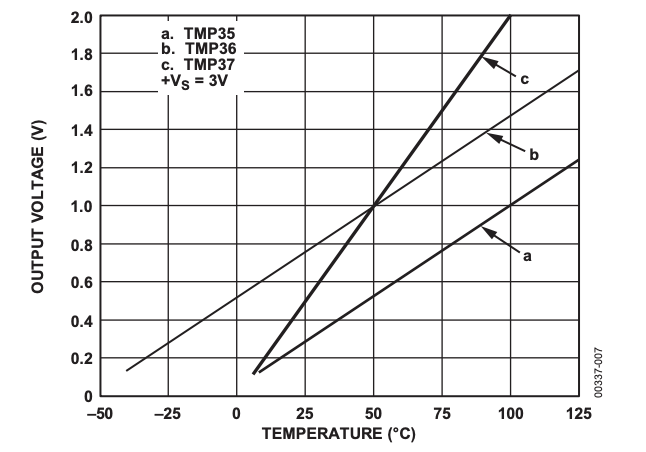 2.0
1.8
1.6
1.4
1.2
1.0
0.8
0.6
0.4
0.2
0
OUTPUT VOLTAGE (V)
a. TMP35
b. TMP36
c. TMP37
+VS = 3V
c
b
a
–50 –25 0 25 50 75 100 125
TEMPERATURE (°C)
00337-007